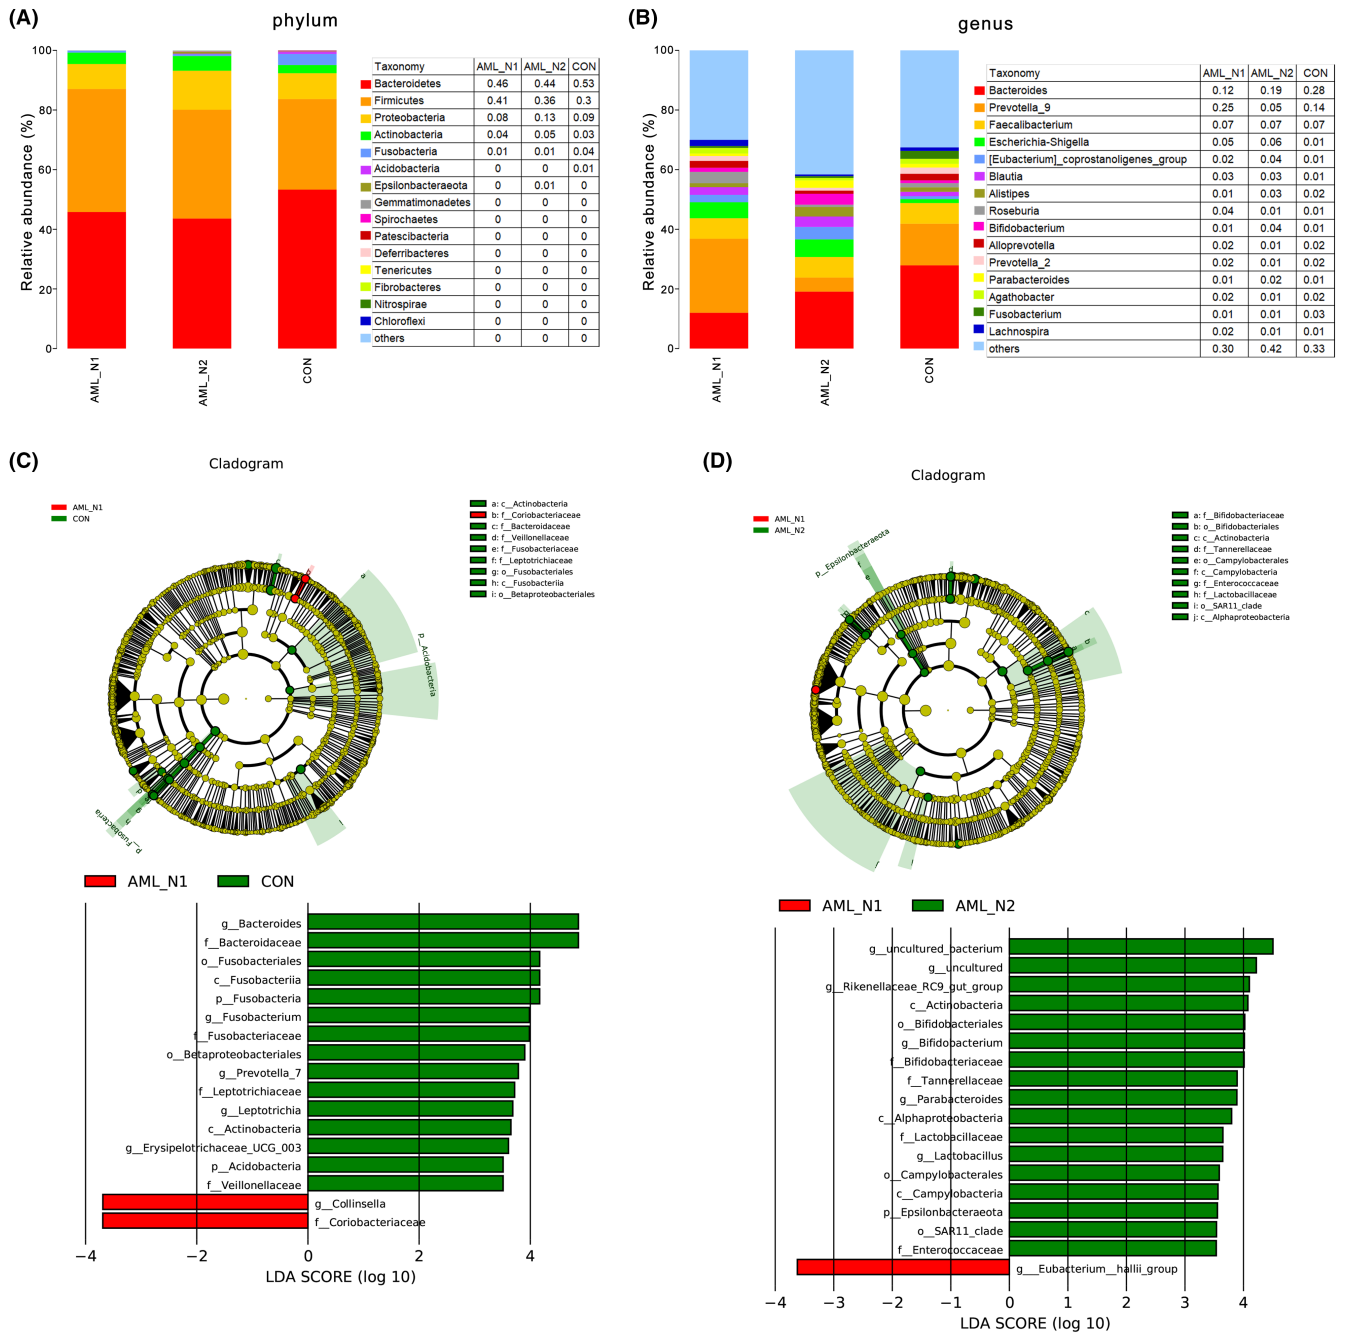 (A)
phylum
Relative abundance (%)
100
80
60
40
20
0
AML_N1
AML_N2
CON
Taxonomy AML_N1 AML_N2 CON
Bacteroidetes 0.46 0.44 0.53
Firmicutes 0.41 0.36 0.3
Proteobacteria 0.08 0.13 0.09
Actinobacteria 0.04 0.05 0.03
Fusobacteria 0.01 0.01 0.04
Acidobacteria 0 0 0.01
Epsilonbacteraeota 0 0.01 0
Gemmatimonadetes 0 0 0
Spirochaetes 0 0 0
Patescibacteria 0 0 0
Deferribacteres 0 0 0
Tenericutes 0 0 0
Fibrobacteres 0 0 0
Nitrospirae 0 0 0
Chloroflexi 0 0 0
others 0 0 0
(B)
genus
Relative abundance (%)
100
80
60
40
20
0
AML_N1
AML_N2
CON
Taxonomy AML_N1 AML_N2 CON
Bacteroides 0.12 0.19 0.28
Prevotella_9 0.25 0.05 0.14
Faecalibacterium 0.07 0.07 0.07
Escherichia-Shigella 0.05 0.06 0.01
[Eubacterium]_coprostanoligenes_group 0.02 0.04 0.01
Blautia 0.03 0.03 0.01
Alistipes 0.01 0.03 0.02
Roseburia 0.04 0.01 0.01
Bifidobacterium 0.01 0.04 0.01
Alloprevotella 0.02 0.01 0.02
Prevotella_2 0.02 0.01 0.02
Parabacteroides 0.01 0.02 0.01
Agathobacter 0.02 0.01 0.02
Fusobacterium 0.01 0.01 0.03
Lachnospira 0.02 0.01 0.01
others 0.30 0.42 0.33
(C)
Cladogram
AML_N1
CON
a: c__Actinobacteria
b: f__Coriobacteriaceae
c: f__Bacteroidaceae
d: f__Veillonellaceae
e: f__Fusobacteriaceae
f: f__Leptotrichiaceae
g: o__Fusobacteriales
h: c__Fusobacteriia
i: o__Betaproteobacteriales
p__Acidobacteria
p__Fusobacteria
AML_N1 CON
g__Bacteroides
f__Bacteroidaceae
o__Fusobacteriales
c__Fusobacteriia
p__Fusobacteria
g__Fusobacterium
f__Fusobacteriaceae
o__Betaproteobacteriales
g__Prevotella_7
f__Leptotrichiaceae
g__Leptotrichia
c__Actinobacteria
g__Erysipelotrichaceae_UCG_003
p__Acidobacteria
f__Veillonellaceae
g__Collinsella
f__Coriobacteriaceae
−4 −2 0 2 4
LDA SCORE (log 10)
(D)
Cladogram
AML_N1
AML_N2
a: f__Bifidobacteriaceae
b: o__Bifidobacteriales
c: c__Actinobacteria
d: f__Tannerellaceae
e: o__Campylobacterales
f: c__Campylobacteria
g: f__Enterococcaceae
h: f__Lactobacillaceae
i: o__SAR11_clade
j: c__Alphaproteobacteria
p__Epsilonbacteraeota
AML_N1 AML_N2
g__uncultured_bacterium
g__uncultured
g__Rikenellaceae_RC9_gut_group
c__Actinobacteria
o__Bifidobacteriales
g__Bifidobacterium
f__Bifidobacteriaceae
f__Tannerellaceae
g__Parabacteroides
c__Alphaproteobacteria
f__Lactobacillaceae
g__Lactobacillus
o__Campylobacterales
c__Campylobacteria
p__Epsilonbacteraeota
o__SAR11_clade
f__Enterococcaceae
g___Eubacterium__hallii_group
−4 −3 −2 −1 0 1 2 3 4
LDA SCORE (log 10)